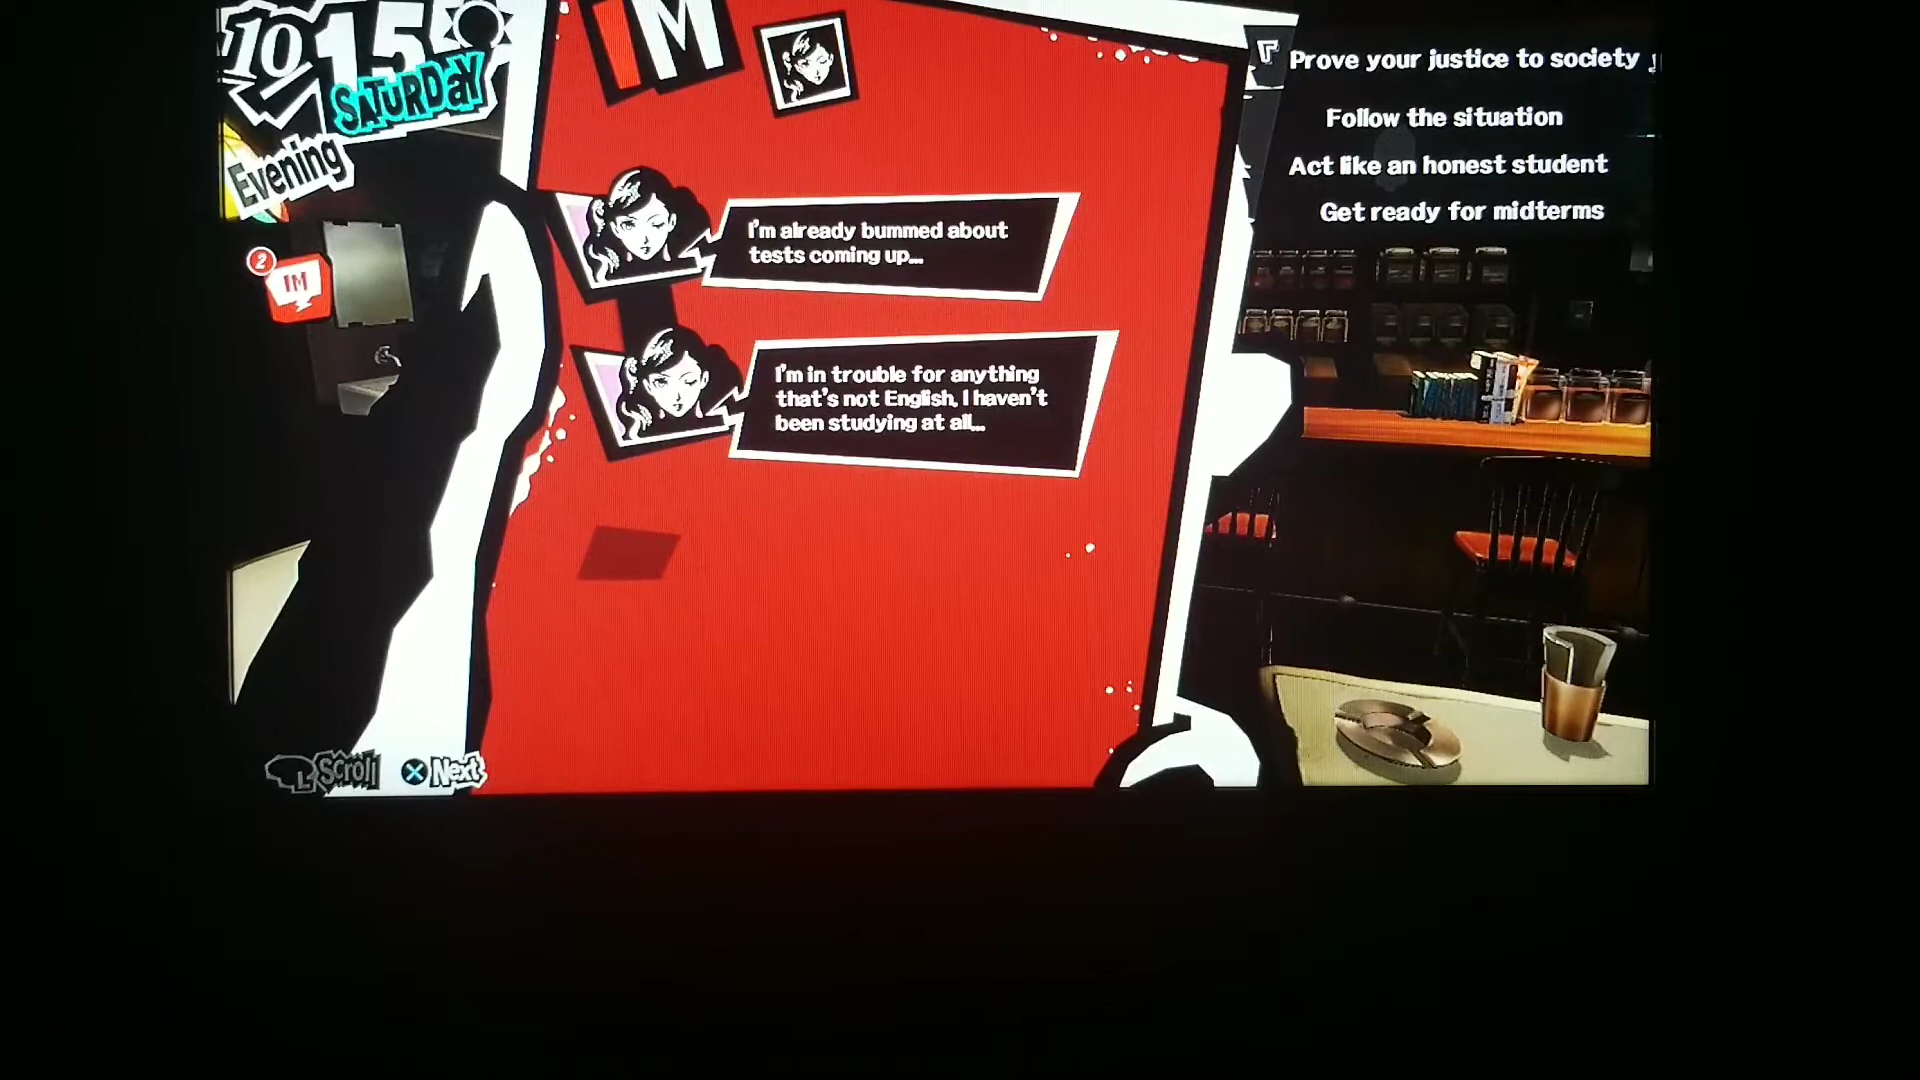 10
15
SATURDAY
Evening
2
IM
IM
I'm already bummed about
tests coming up...
I'm in trouble for anything
that's not English, I haven't
been studying at all...
Prove your justice to society
Follow the situation
Act like an honest student
Get ready for midterms
L Scroll
Next